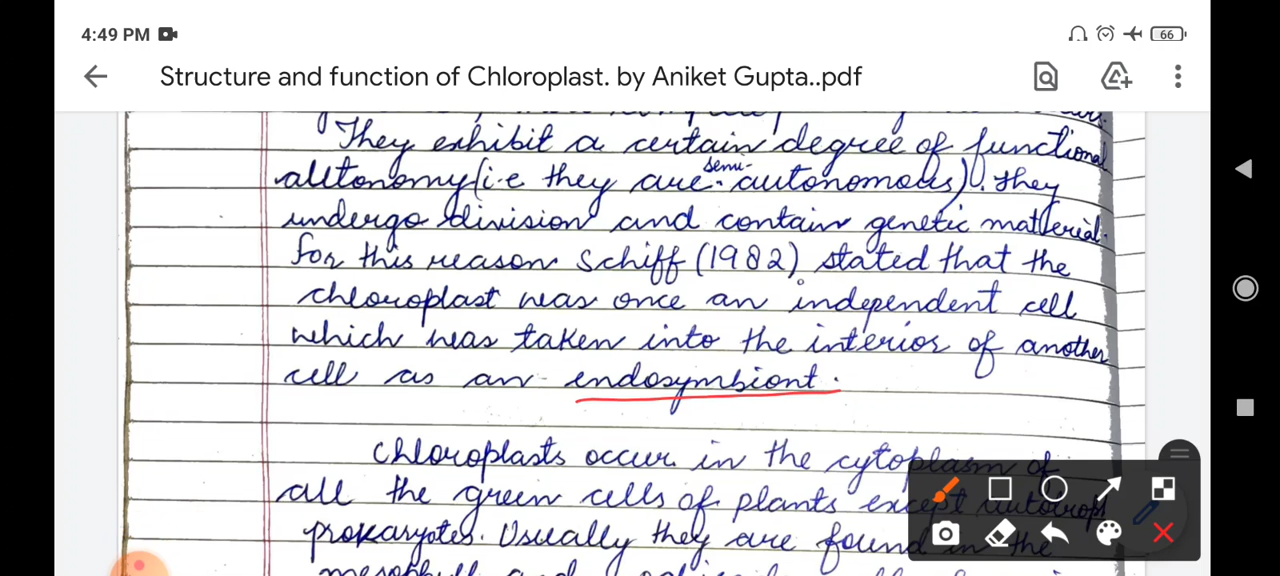 4:49 PM
66
Structure and function of Chloroplast. by Aniket Gupta..pdf
They exhibit a certain degree of functional
autonomy (i.e they are semi autonomous). They
undergo division and contain genetic material.
For this reason Schiff (1982) stated that the
chloroplast was once an independent cell
which was taken into the interior of another
cell as an endosymbiont.
Chloroplasts occur in the cytoplasm of
all the green cells of plants except
prokaryotes. Usually they are found in the